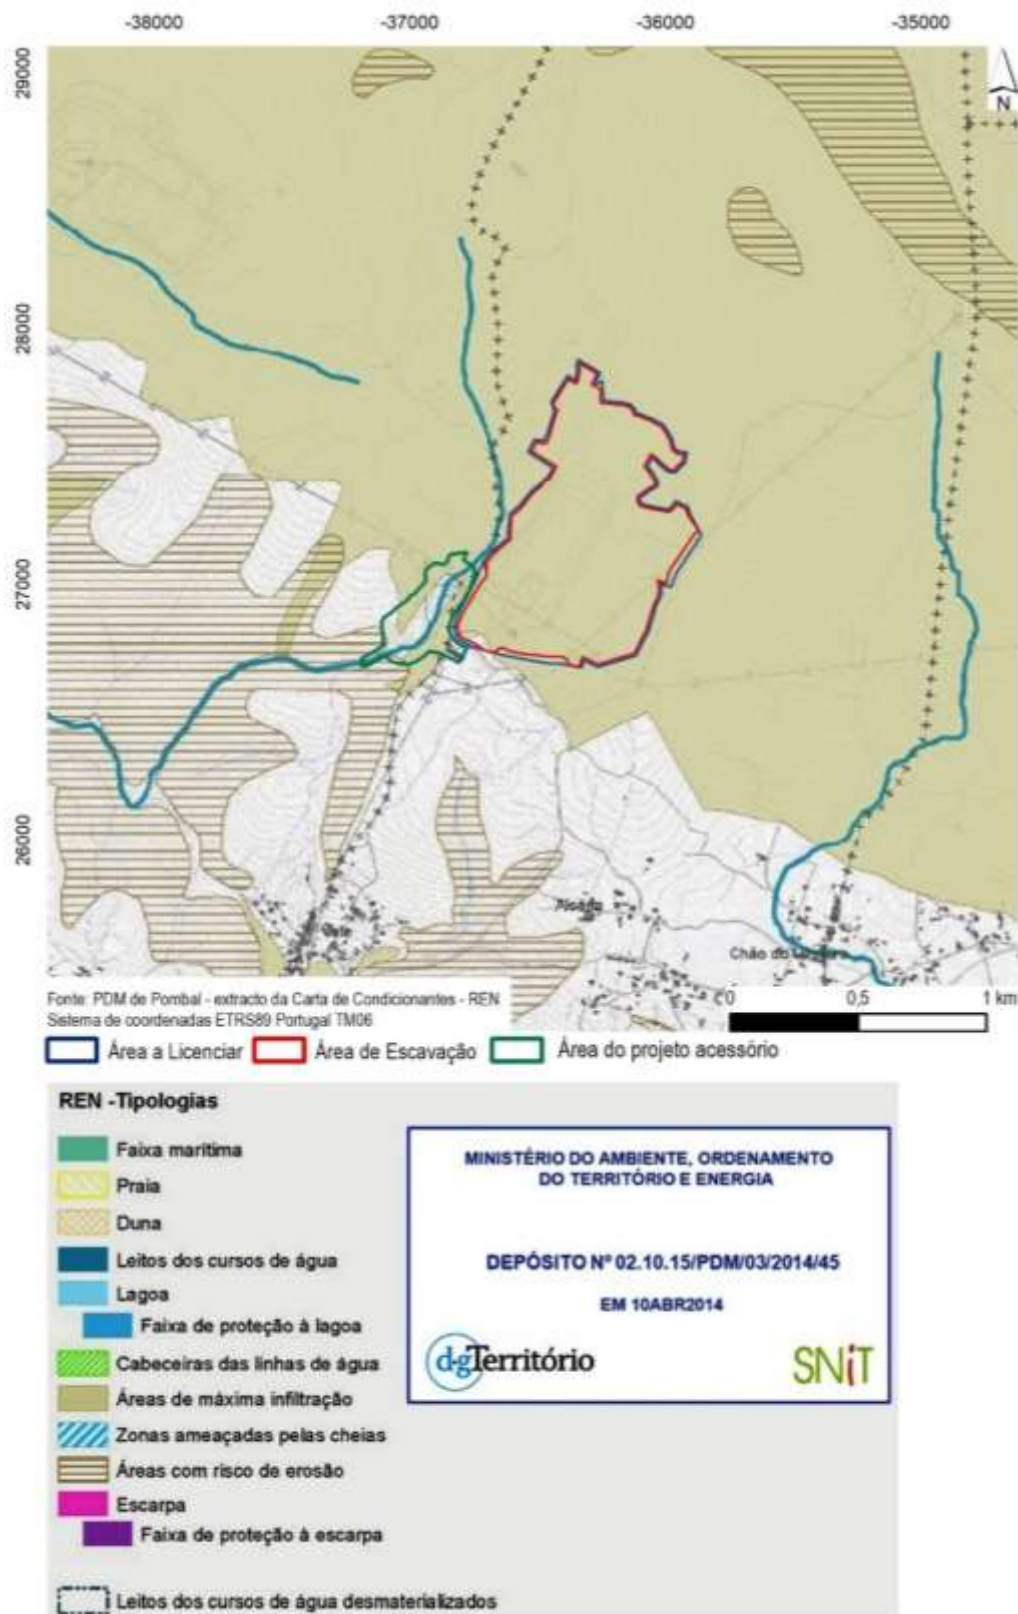 -38000 -37000 -36000 -35000
29000
N
28000
27000
26000
Vale
Chão do
Fonte: PDM de Pombal - extracto da Carta de Condicionantes - REN
Sistema de coordenadas ETRS89 Portugal TM06
0 0,5 1 km
Área a Licenciar Área de Escavação Área do projeto acessório
REN -Tipologias
Faixa marítima
Praia
Duna
Leitos dos cursos de água
Lagoa
Faixa de proteção à lagoa
Cabeceiras das linhas de água
Áreas de máxima infiltração
Zonas ameaçadas pelas cheias
Áreas com risco de erosão
Escarpa
Faixa de proteção à escarpa
Leitos dos cursos de água desmaterializados
MINISTÉRIO DO AMBIENTE, ORDENAMENTO
DO TERRITÓRIO E ENERGIA
DEPÓSITO Nº 02.10.15/PDM/03/2014/45
EM 10ABR2014
d-gTerritório
SNiT